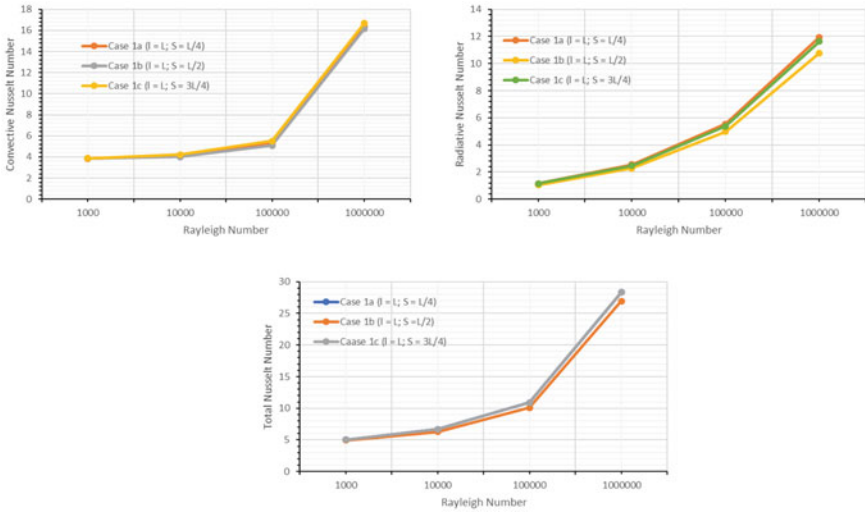 18
16
14
12
10
8
6
4
2
0
Convective Nusselt Number
Case 1a (I = L; S = L/4)
Case 1b (I = L; S = L/2)
Case 1c (I = L; S = 3L/4)
1000 10000 100000 1000000
Rayleigh Number
14
12
10
8
6
4
2
0
Radiative Nusselt Number
Case 1a (I = L; S = L/4)
Case 1b (I = L; S= L/2)
Case 1c (I = L; S = 3L/4)
1000 10000 100000 1000000
Rayleigh Number
30
25
20
15
10
5
0
Total Nusselt Number
Case 1a (I = L; S = L/4)
Case 1b (I = L; S =L/2)
Caase 1c (I = L; S = 3L/4)
1000 10000 100000 1000000
Rayleigh Number